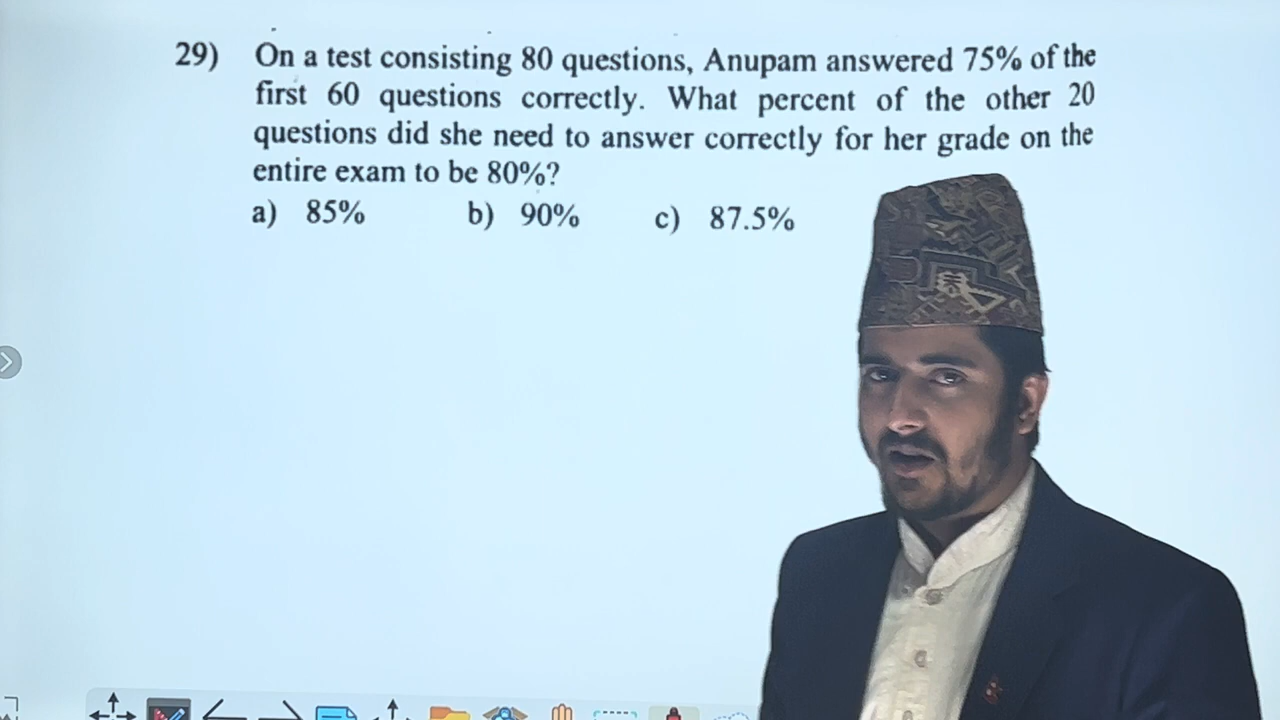 29) On a test consisting 80 questions, Anupam answered 75% of the
first 60 questions correctly. What percent of the other 20
questions did she need to answer correctly for her grade on the
entire exam to be 80%?
a) 85% b) 90% c) 87.5%